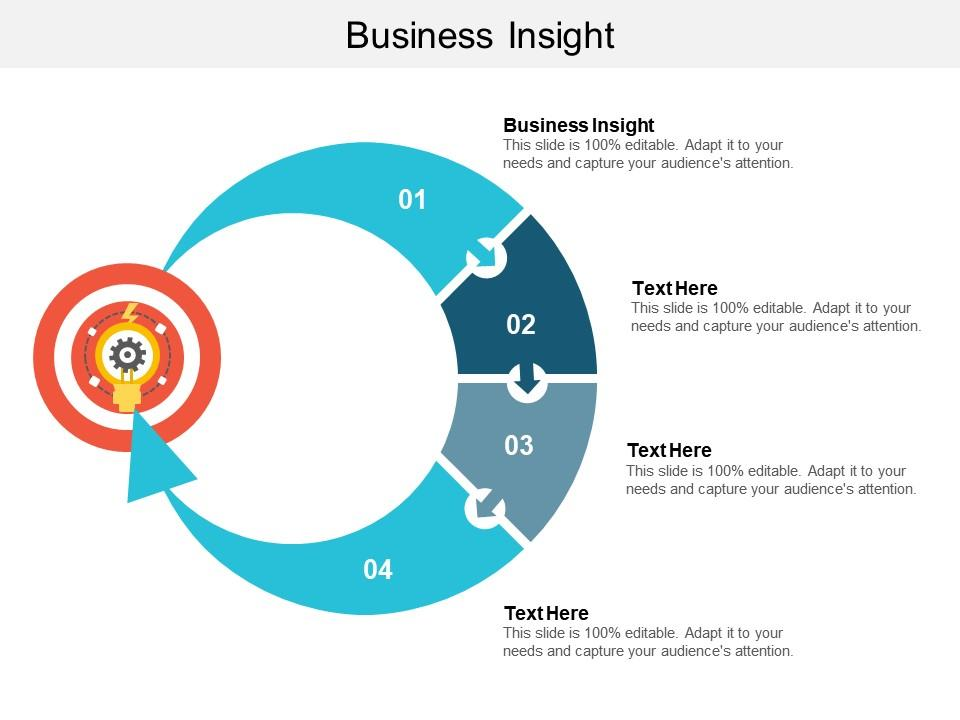 Business Insight
Business Insight
This slide is 100% editable. Adapt it to your
needs and capture your audience's attention.
01
Text Here
This slide is 100% editable. Adapt it to your
needs and capture your audience's attention.
02
Text Here
This slide is 100% editable. Adapt it to your
needs and capture your audience's attention.
03
04
Text Here
This slide is 100% editable. Adapt it to your
needs and capture your audience's attention.